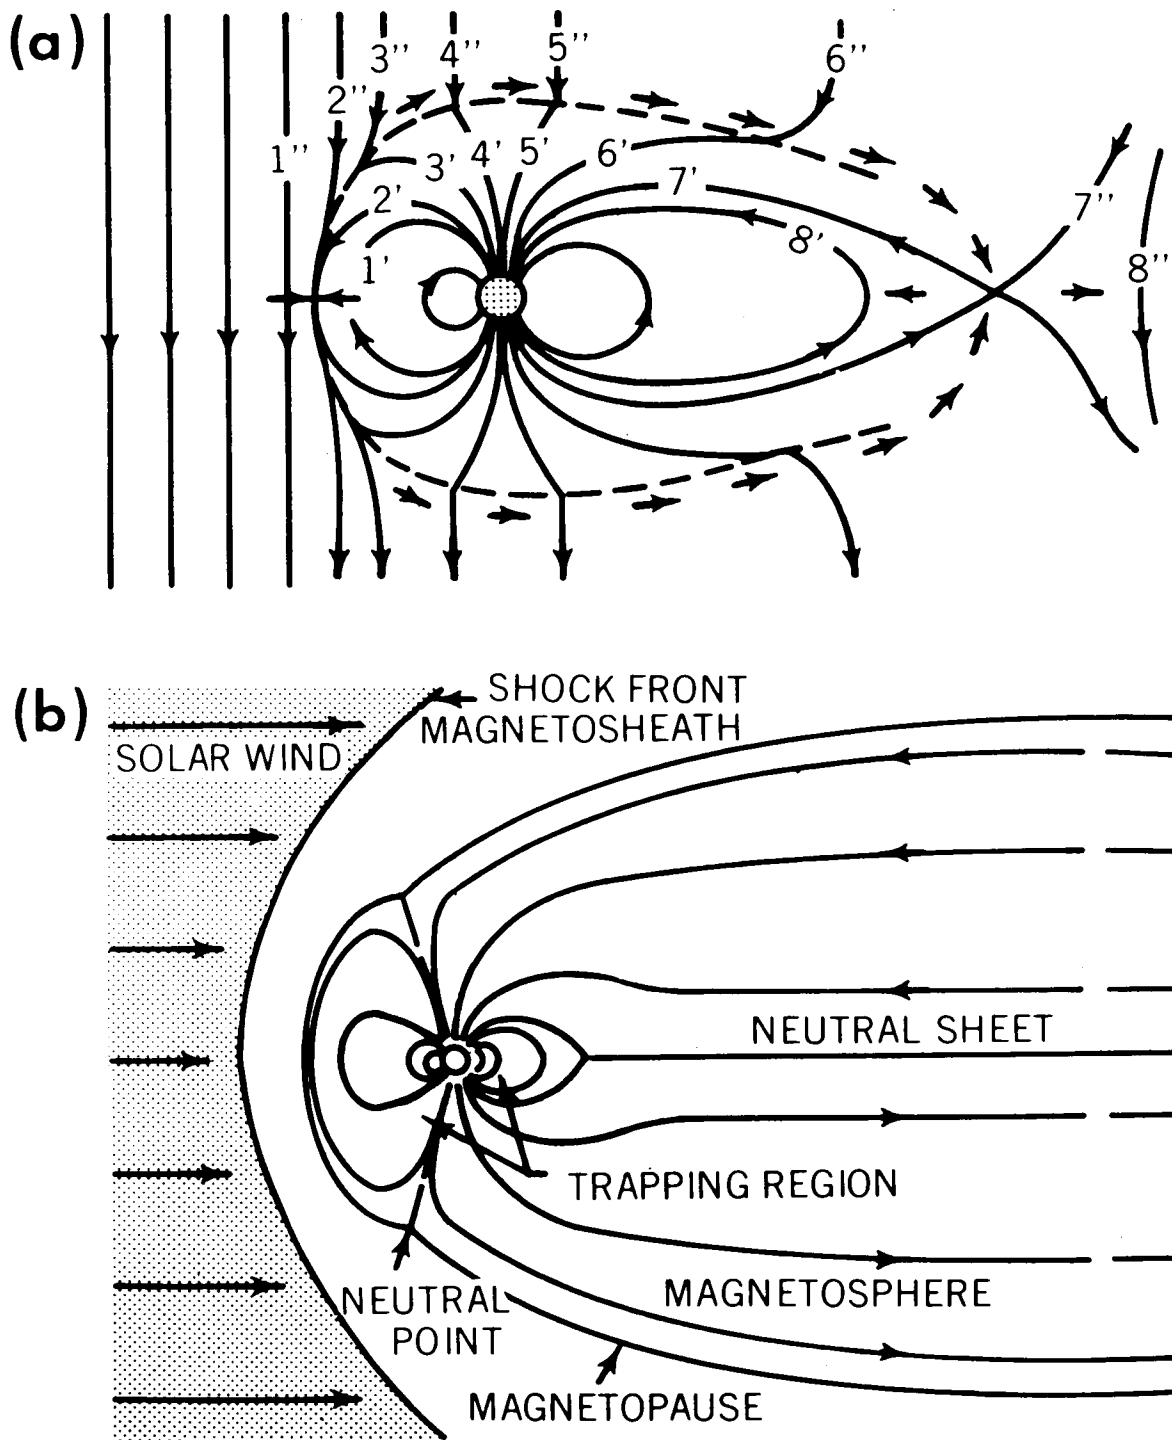 (a)
3’’ 4’’ 5’’ 6’’
2’’
1’’ 3’ 4’ 5’ 6’
2’ 7’ 7’’
1’ 8’ 8’’
(b)
SHOCK FRONT
MAGNETOSHEATH
SOLAR WIND
NEUTRAL SHEET
TRAPPING REGION
NEUTRAL
POINT
MAGNETOSPHERE
MAGNETOPAUSE